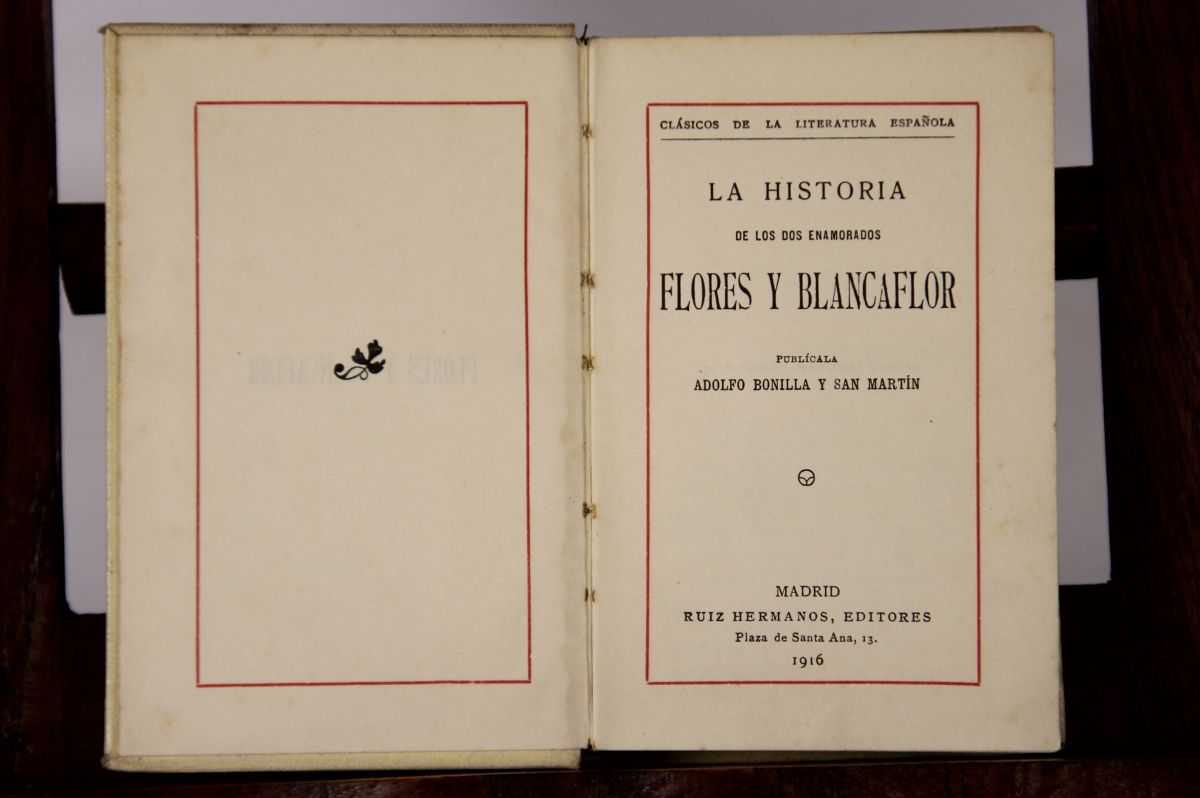 CLÁSICOS DE LA LITERATURA ESPAÑOLA
LA HISTORIA
DE LOS DOS ENAMORADOS
FLORES Y BLANCAFLOR
PUBLÍCALA
ADOLFO BONILLA Y SAN MARTÍN
MADRID
RUIZ HERMANOS, EDITORES
Plaza de Santa Ana, 13.
1916